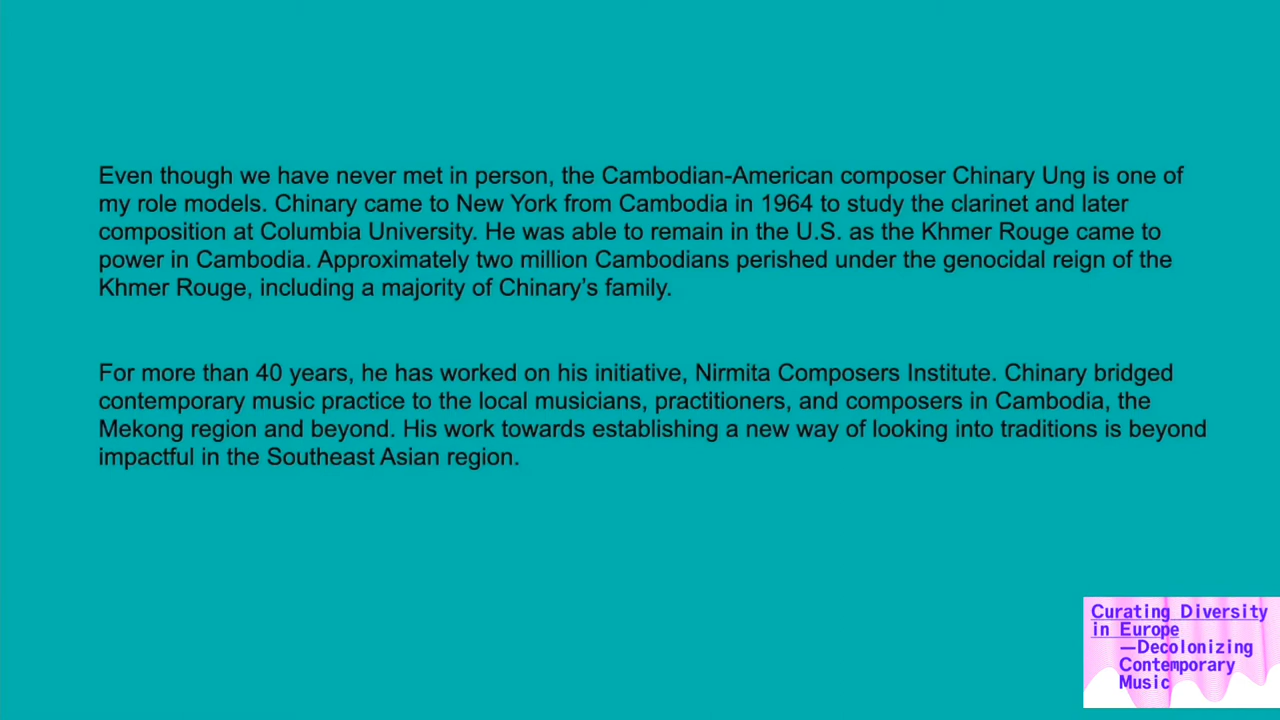 Even though we have never met in person, the Cambodian-American composer Chinary Ung is one of
my role models. Chinary came to New York from Cambodia in 1964 to study the clarinet and later
composition at Columbia University. He was able to remain in the U.S. as the Khmer Rouge came to
power in Cambodia. Approximately two million Cambodians perished under the genocidal reign of the
Khmer Rouge, including a majority of Chinary’s family.
For more than 40 years, he has worked on his initiative, Nirmita Composers Institute. Chinary bridged
contemporary music practice to the local musicians, practitioners, and composers in Cambodia, the
Mekong region and beyond. His work towards establishing a new way of looking into traditions is beyond
impactful in the Southeast Asian region.
Curating Diversity
in Europe
—Decolonizing
Contemporary
Music